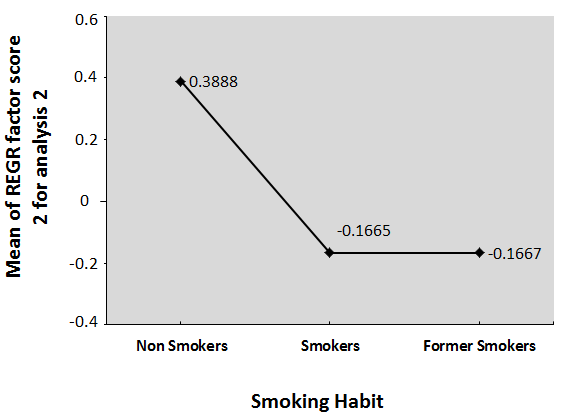 Mean of REGR factor score
2 for analysis 2
0.6
0.4
0.2
0
-0.2
-0.4
0.3888
-0.1665
-0.1667
Non Smokers
Smokers
Former Smokers
Smoking Habit